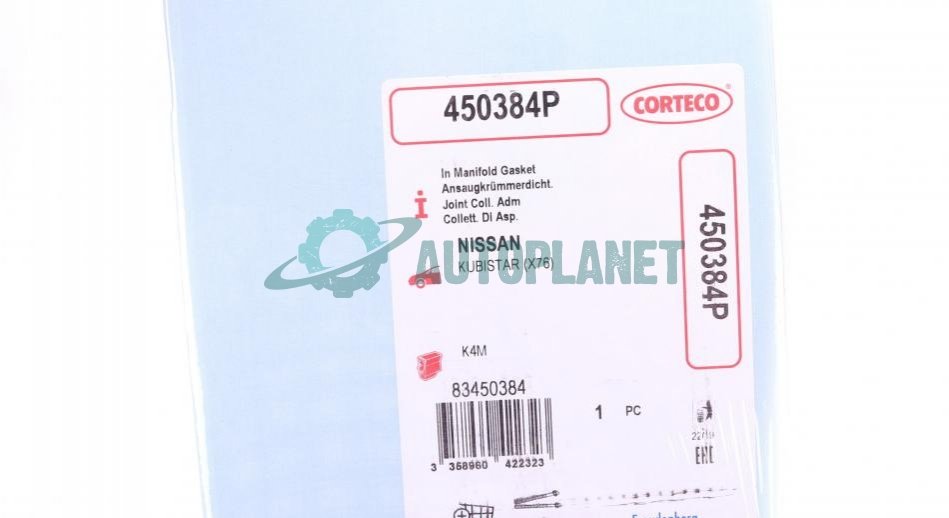 450384P
CORTECO
In Manifold Gasket
Ansaugkrümmerdicht.
Joint Coll. Adm
Collett. Di Asp.
450384P
NISSAN
KUBISTAR (X76)
AUTOPLANET
K4M
83450384
1 PC
3 358960 422323
EAC